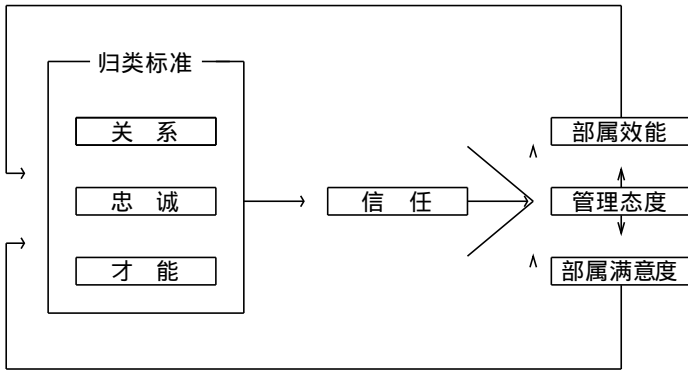 归类标准
关 系
部属效能
忠 诚
信 任
管理态度
才 能
部属满意度